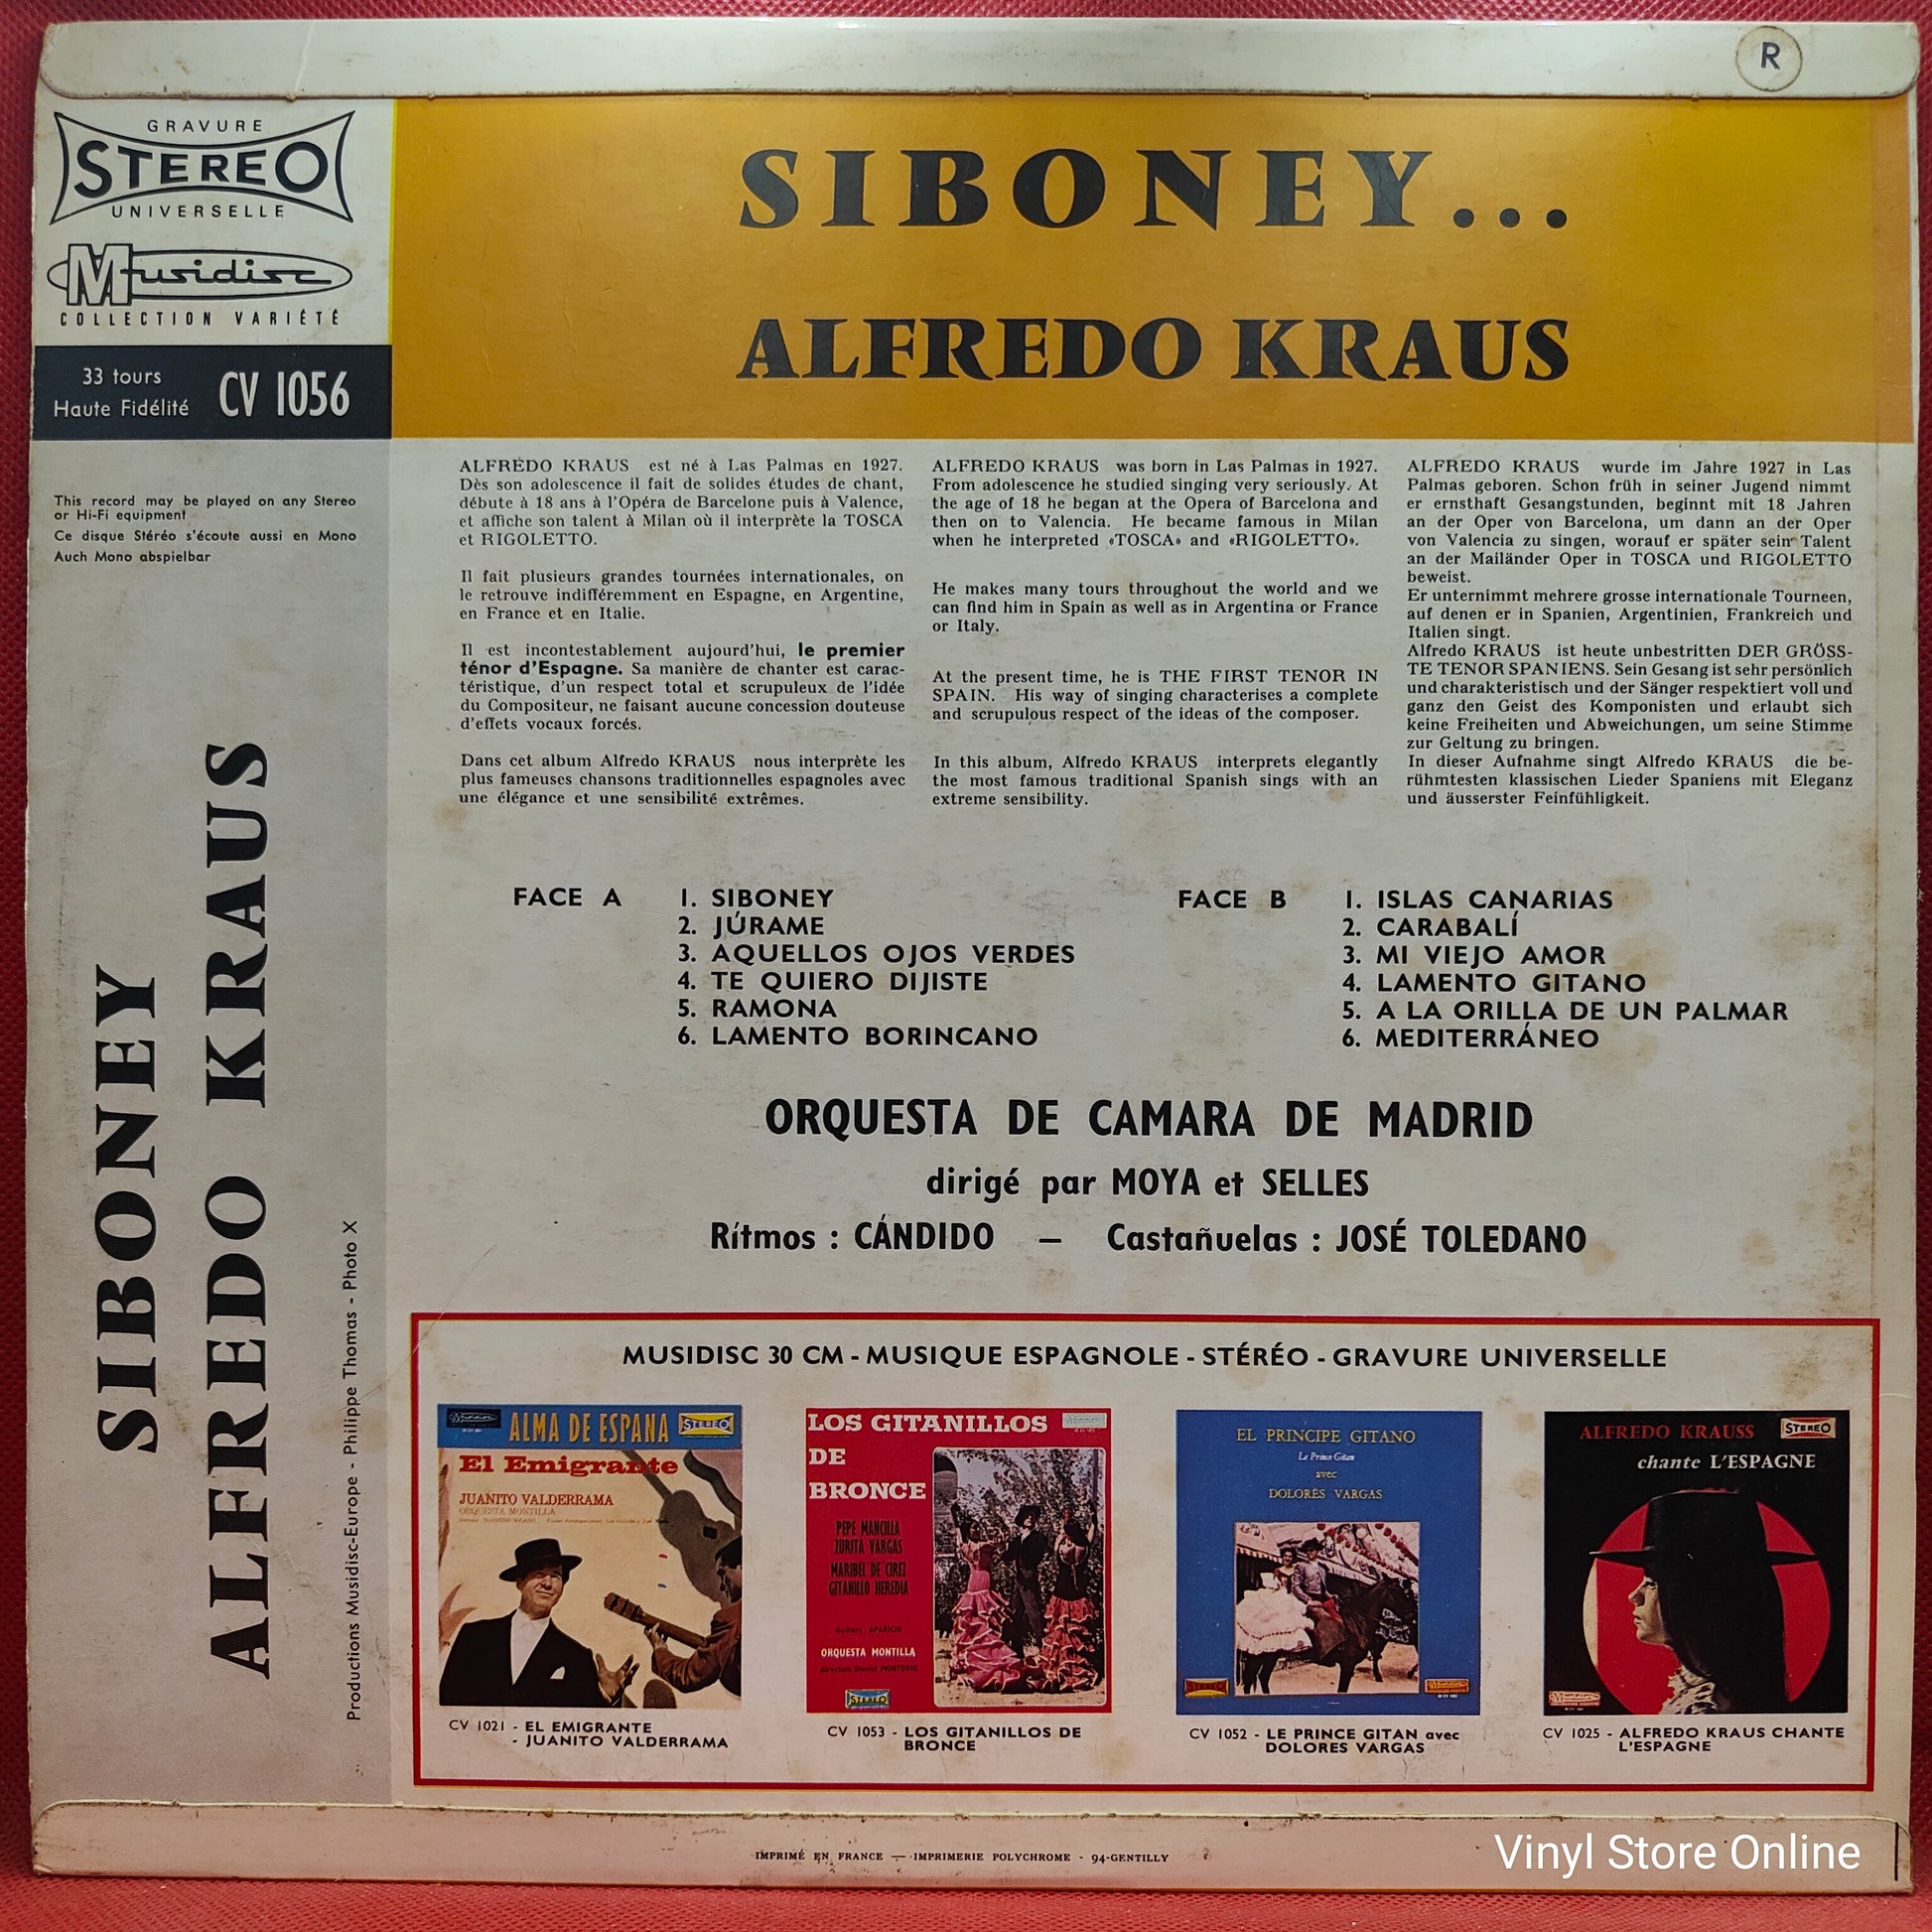 R
GRAVURE
STEREO
UNIVERSELLE
Musidisc
COLLECTION VARIÉTÉ
33 tours
Haute Fidélité
CV 1056
SIBONEY...
ALFREDO KRAUS
This record may be played on any Stereo
or Hi-Fi equipment
Ce disque Stéréo s'écoute aussi en Mono
Auch Mono abspielbar
SIBONEY
ALFREDO KRAUS
Productions Musidisc-Europe - Philippe Thomas - Photo X
ALFREDO KRAUS est né à Las Palmas en 1927.
Dès son adolescence il fait de solides études de chant,
débute à 18 ans à l'Opéra de Barcelone puis à Valence,
et affiche son talent à Milan où il interprète la TOSCA
et RIGOLETTO.
Il fait plusieurs grandes tournées internationales, on
le retrouve indifféremment en Espagne, en Argentine,
en France et en Italie.
Il est incontestablement aujourd'hui, le premier
ténor d'Espagne. Sa manière de chanter est carac-
téristique, d'un respect total et scrupuleux de l'idée
du Compositeur, ne faisant aucune concession douteuse
d'effets vocaux forcés.
Dans cet album Alfredo KRAUS nous interprète les
plus fameuses chansons traditionnelles espagnoles avec
une élégance et une sensibilité extrêmes.
ALFREDO KRAUS was born in Las Palmas in 1927.
From adolescence he studied singing very seriously. At
the age of 18 he began at the Opera of Barcelona and
then on to Valencia. He became famous in Milan
when he interpreted «TOSCA» and «RIGOLETTO».
He makes many tours throughout the world and we
can find him in Spain as well as in Argentina or France
or Italy.
At the present time, he is THE FIRST TENOR IN
SPAIN. His way of singing characterises a complete
and scrupulous respect of the ideas of the composer.
In this album, Alfredo KRAUS interprets elegantly
the most famous traditional Spanish sings with an
extreme sensibility.
ALFREDO KRAUS wurde im Jahre 1927 in Las
Palmas geboren. Schon früh in seiner Jugend nimmt
er ernsthaft Gesangstunden, beginnt mit 18 Jahren
an der Oper von Barcelona, um dann an der Oper
von Valencia zu singen, worauf er später sein Talent
an der Mailänder Oper in TOSCA und RIGOLETTO
beweist.
Er unternimmt mehrere grosse internationale Tourneen,
auf denen er in Spanien, Argentinien, Frankreich und
Italien singt.
Alfredo KRAUS ist heute unbestritten DER GRÖSS-
TE TENOR SPANIENS. Sein Gesang ist sehr persönlich
und charakteristisch und der Sänger respektiert voll und
ganz den Geist des Komponisten und erlaubt sich
keine Freiheiten und Abweichungen, um seine Stimme
zur Geltung zu bringen.
In dieser Aufnahme singt Alfredo KRAUS die be-
rühmtesten klassischen Lieder Spaniens mit Eleganz
und äusserster Feinfühligkeit.
FACE A
1. SIBONEY
2. JÚRAME
3. AQUELLOS OJOS VERDES
4. TE QUIERO DIJISTE
5. RAMONA
6. LAMENTO BORINCANO
FACE B
1. ISLAS CANARIAS
2. CARABALÍ
3. MI VIEJO AMOR
4. LAMENTO GITANO
5. A LA ORILLA DE UN PALMAR
6. MEDITERRÁNEO
ORQUESTA DE CAMARA DE MADRID
dirigé par MOYA et SELLES
Rítmos : CÁNDIDO — Castañuelas : JOSÉ TOLEDANO
MUSIDISC 30 CM - MUSIQUE ESPAGNOLE - STÉRÉO - GRAVURE UNIVERSELLE
ALMA DE ESPANA
STEREO
El Emigrante
JUANITO VALDERRAMA
ORQUESTA MONTILLA
CV 1021 - EL EMIGRANTE
- JUANITO VALDERRAMA
LOS GITANILLOS
DE
BRONCE
PEPE MANCILLA
ZURITA VARGAS
MARIBEL DE CIREZ
GITANILLO HEREDIA
Guitare : APARICIO
ORQUESTA MONTILLA
direction Daniel MONTORIO
STEREO
CV 1053 - LOS GITANILLOS DE
BRONCE
EL PRINCIPE GITANO
Le Prince Gitan
avec
DOLORÈS VARGAS
CV 1052 - LE PRINCE GITAN avec
DOLORES VARGAS
ALFREDO KRAUSS
STEREO
chante L'ESPAGNE
Musidisc
CV 1025 - ALFREDO KRAUS CHANTE
L'ESPAGNE
IMPRIMÉ EN FRANCE — IMPRIMERIE POLYCHROME - 94-GENTILLY
Vinyl Store Online